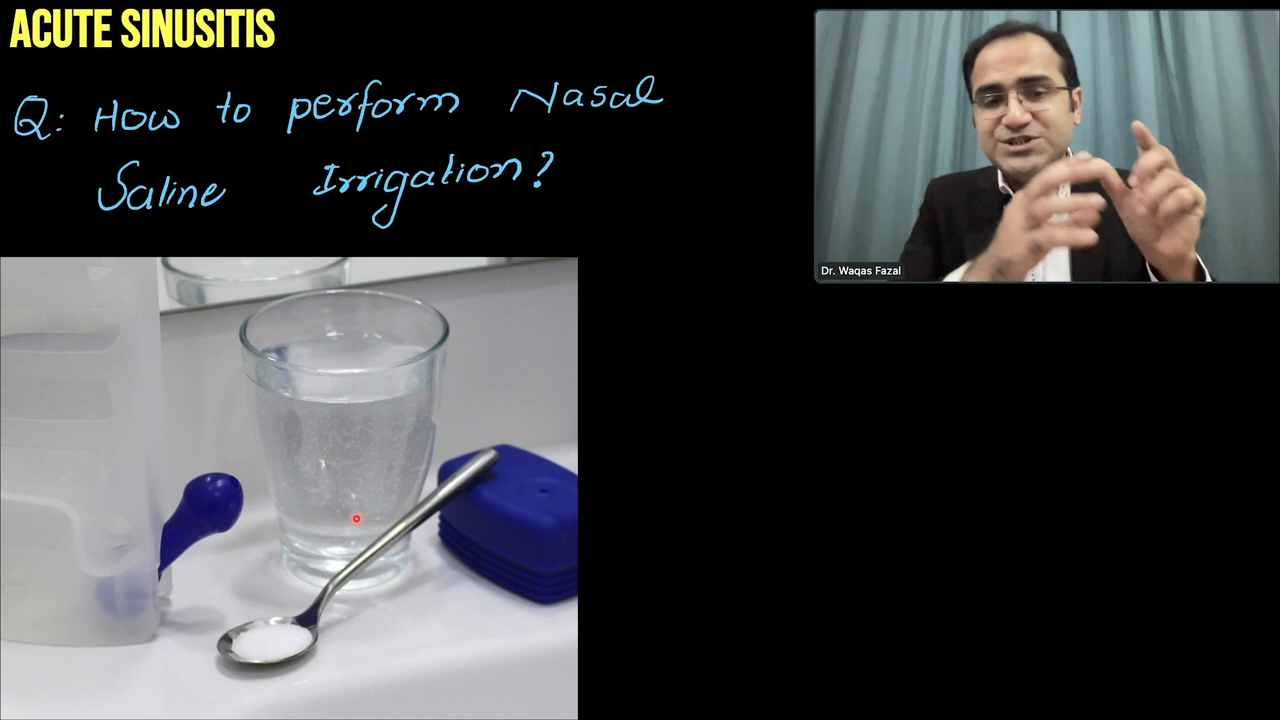 ACUTE SINUSITIS
Q: How to perform Nasal
Saline Irrigation?
Dr. Waqas Fazal